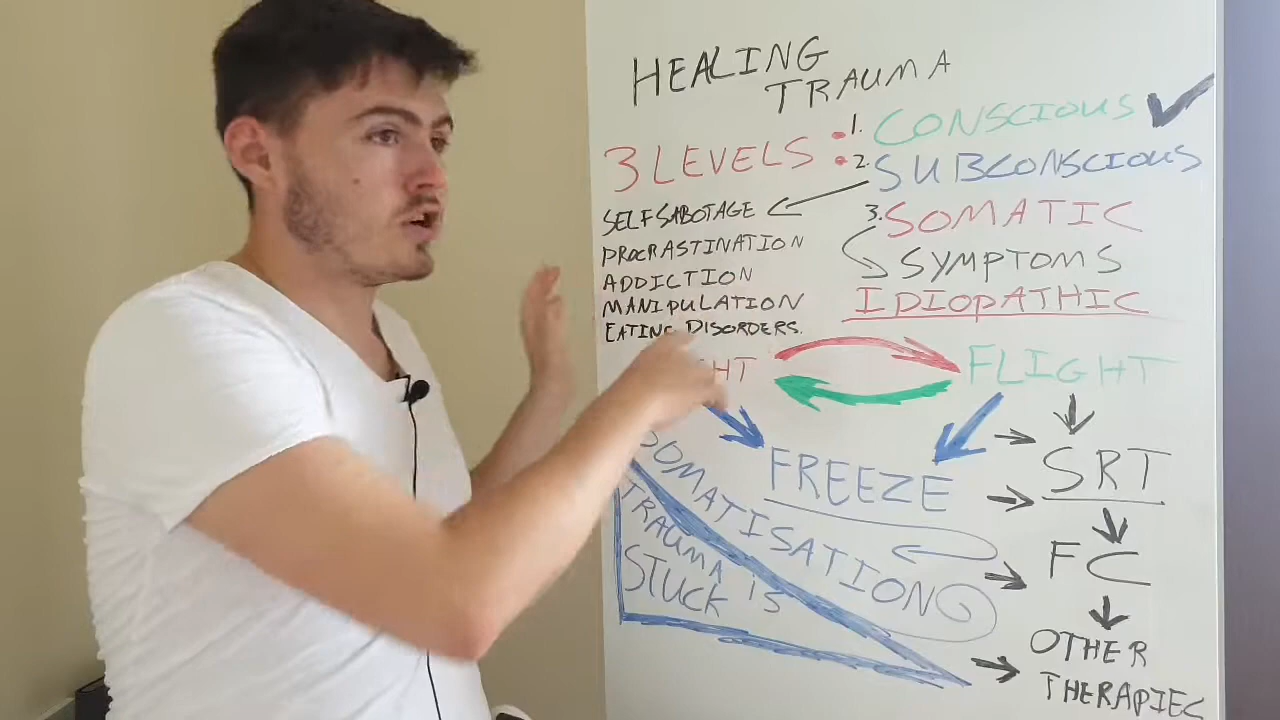 HEALING
TRAUMA
3 LEVELS
1. CONSCIOUS
2. SUBCONSCIOUS
3. SOMATIC
SYMPTOMS
IDIOPATHIC
SELF SABOTAGE
PROCRASTINATION
ADDICTION
MANIPULATION
EATING DISORDERS.
HT
FLIGHT
FREEZE
SRT
FC
OTHER
THERAPIES
SOMATISATION
TRAUMA IS
STUCK